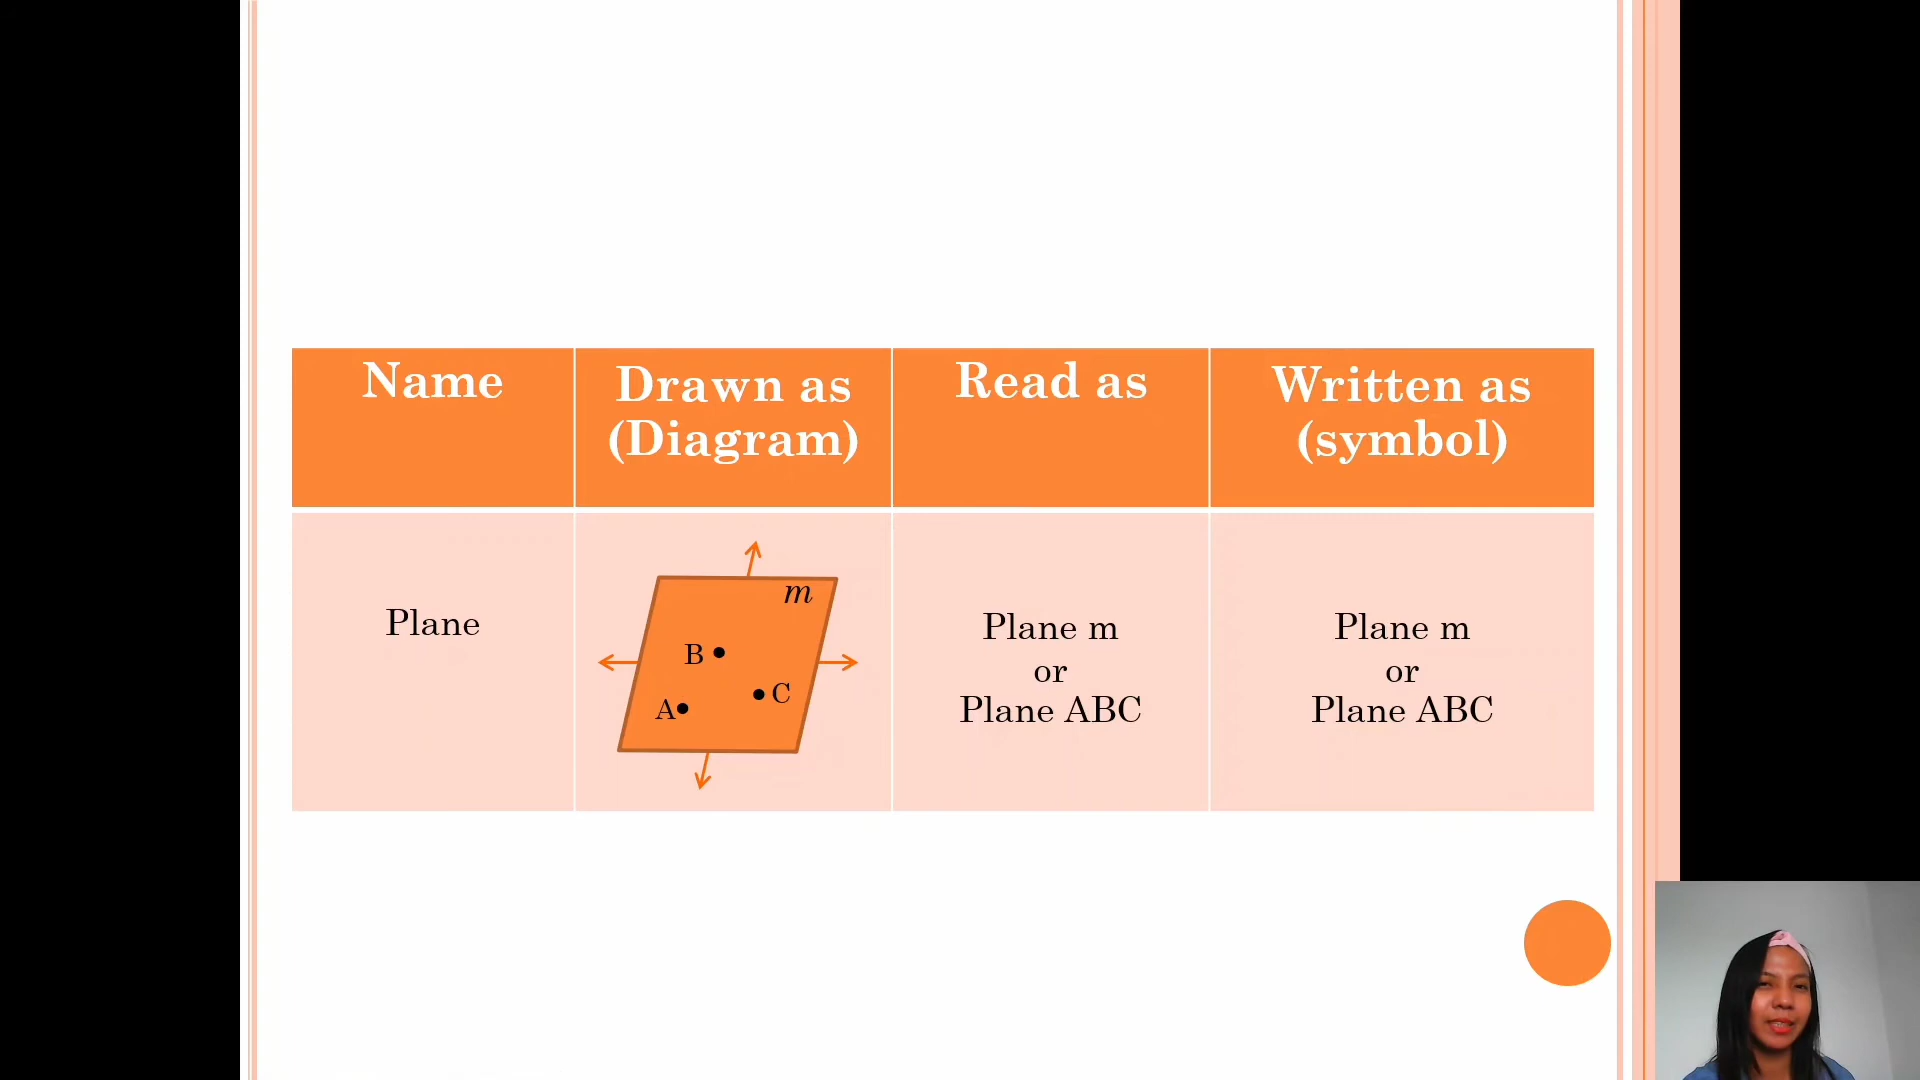 Name
Drawn as
(Diagram)
Read as
Written as
(symbol)
Plane
m
B
C
A
Plane m
or
Plane ABC
Plane m
or
Plane ABC